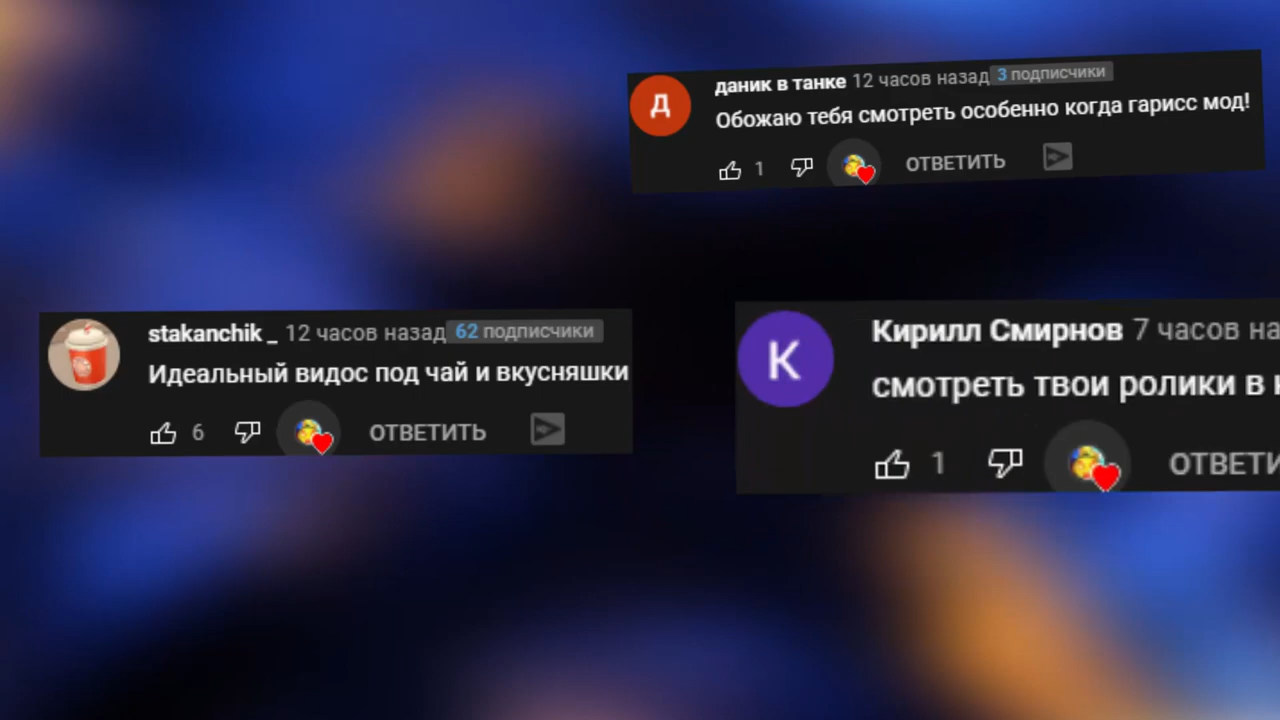 Д
даник в танке 12 часов назад 3 подписчики
Обожаю тебя смотреть особенно когда гарисс мод!
1 ОТВЕТИТЬ
stakanchik _ 12 часов назад 62 подписчики
Идеальный видос под чай и вкусняшки
6 ОТВЕТИТЬ
К
Кирилл Смирнов 7 часов на
смотреть твои ролики в
1 ОТВЕТИ